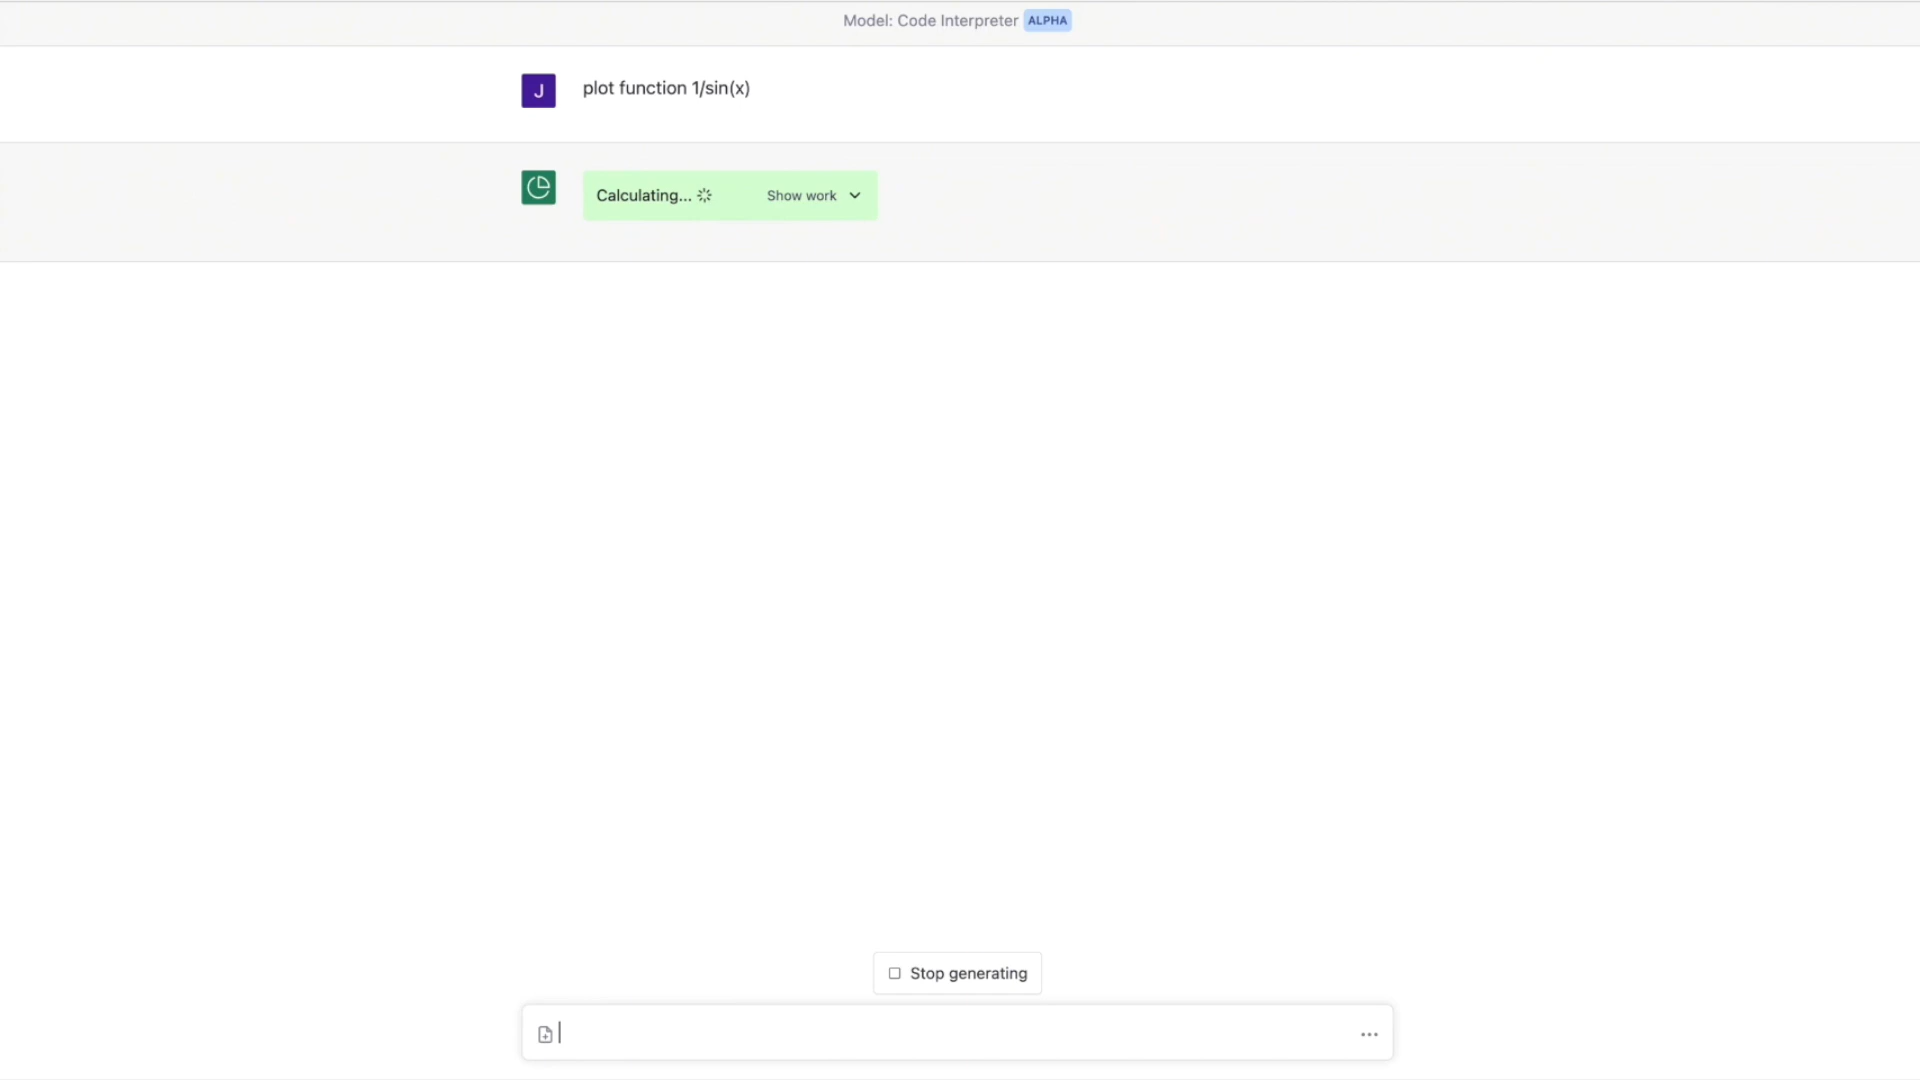 Model: Code Interpreter ALPHA
J plot function 1/sin(x)
Calculating... Show work
Stop generating